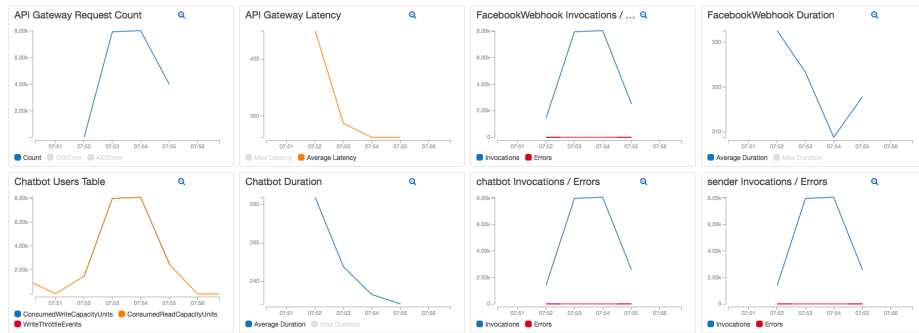 API Gateway Request Count
8.00k
6.00k
4.00k
2.00k
07:51 07:52 07:53 07:54 07:55 07:56
Count 5XXError 4XXError
API Gateway Latency
400
350
07:51 07:52 07:53 07:54 07:55 07:56
Max Latency Average Latency
FacebookWebhook Invocations / ...
8.00k
6.00k
4.00k
2.00k
0
07:51 07:52 07:53 07:54 07:55 07:56
Invocations Errors
FacebookWebhook Duration
330
310
07:51 07:52 07:53 07:54 07:55 07:56
Average Duration Max Duration
Chatbot Users Table
8.00k
6.00k
4.00k
2.00k
07:51 07:52 07:53 07:54 07:55 07:56
ConsumedWriteCapacityUnits ConsumedReadCapacityUnits
WriteThrottleEvents
Chatbot Duration
280
260
240
07:51 07:52 07:53 07:54 07:55 07:56
Average Duration Max Duration
chatbot Invocations / Errors
8.00k
6.00k
4.00k
2.00k
0
07:51 07:52 07:53 07:54 07:55 07:56
Invocations Errors
sender Invocations / Errors
8.00k
6.00k
4.00k
2.00k
0
07:51 07:52 07:53 07:54 07:55 07:56
Invocations Errors